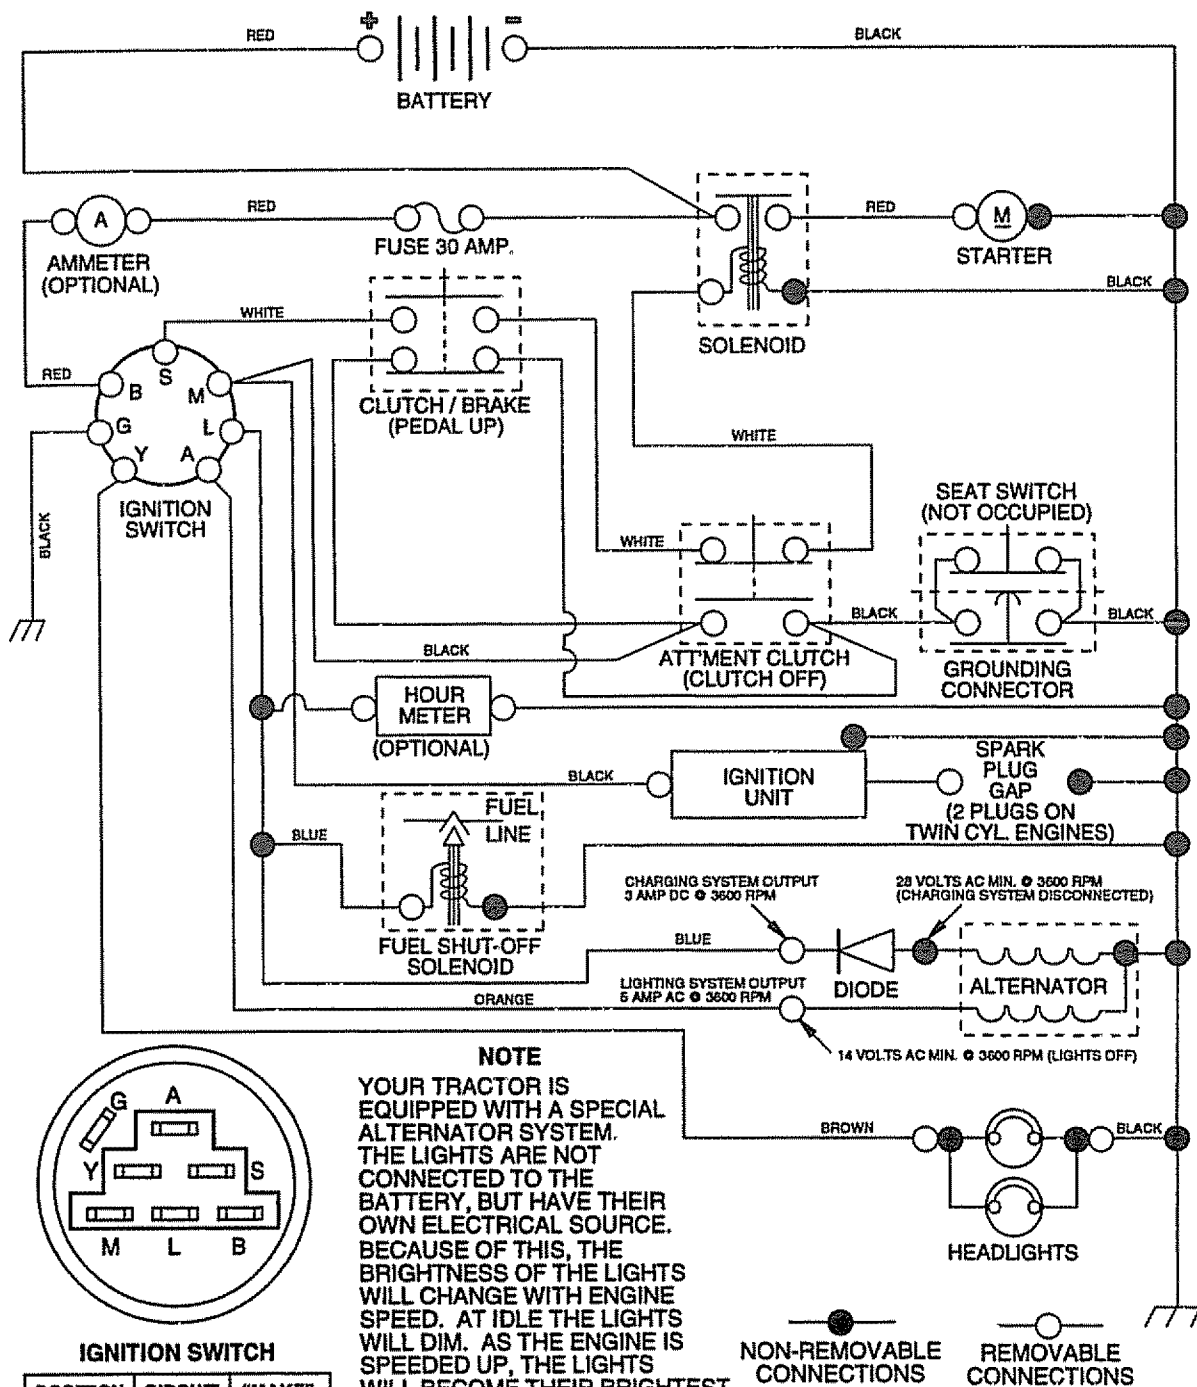 RED
+
-
BLACK
BATTERY
A
RED
RED
M
AMMETER
(OPTIONAL)
FUSE 30 AMP.
STARTER
BLACK
WHITE
SOLENOID
RED
S
B
M
G
L
Y
A
CLUTCH / BRAKE
(PEDAL UP)
WHITE
IGNITION
SWITCH
BLACK
SEAT SWITCH
(NOT OCCUPIED)
WHITE
BLACK
BLACK
BLACK
ATT'MENT CLUTCH
(CLUTCH OFF)
GROUNDING
CONNECTOR
HOUR
METER
(OPTIONAL)
BLACK
IGNITION
UNIT
SPARK
PLUG
GAP
(2 PLUGS ON
TWIN CYL. ENGINES)
FUEL
LINE
BLUE
FUEL SHUT-OFF
SOLENOID
CHARGING SYSTEM OUTPUT
3 AMP DC @ 3600 RPM
28 VOLTS AC MIN. @ 3600 RPM
(CHARGING SYSTEM DISCONNECTED)
BLUE
DIODE
ALTERNATOR
LIGHTING SYSTEM OUTPUT
5 AMP AC @ 3600 RPM
ORANGE
14 VOLTS AC MIN. @ 3600 RPM (LIGHTS OFF)
BROWN
BLACK
HEADLIGHTS
G
A
Y
S
M
L
B
IGNITION SWITCH
POSITION CIRCUIT "MAKE"
NOTE
YOUR TRACTOR IS
EQUIPPED WITH A SPECIAL
ALTERNATOR SYSTEM.
THE LIGHTS ARE NOT
CONNECTED TO THE
BATTERY, BUT HAVE THEIR
OWN ELECTRICAL SOURCE.
BECAUSE OF THIS, THE
BRIGHTNESS OF THE LIGHTS
WILL CHANGE WITH ENGINE
SPEED. AT IDLE THE LIGHTS
WILL DIM. AS THE ENGINE IS
SPEEDED UP, THE LIGHTS
WILL BECOME THEIR BRIGHTEST
NON-REMOVABLE
CONNECTIONS
REMOVABLE
CONNECTIONS